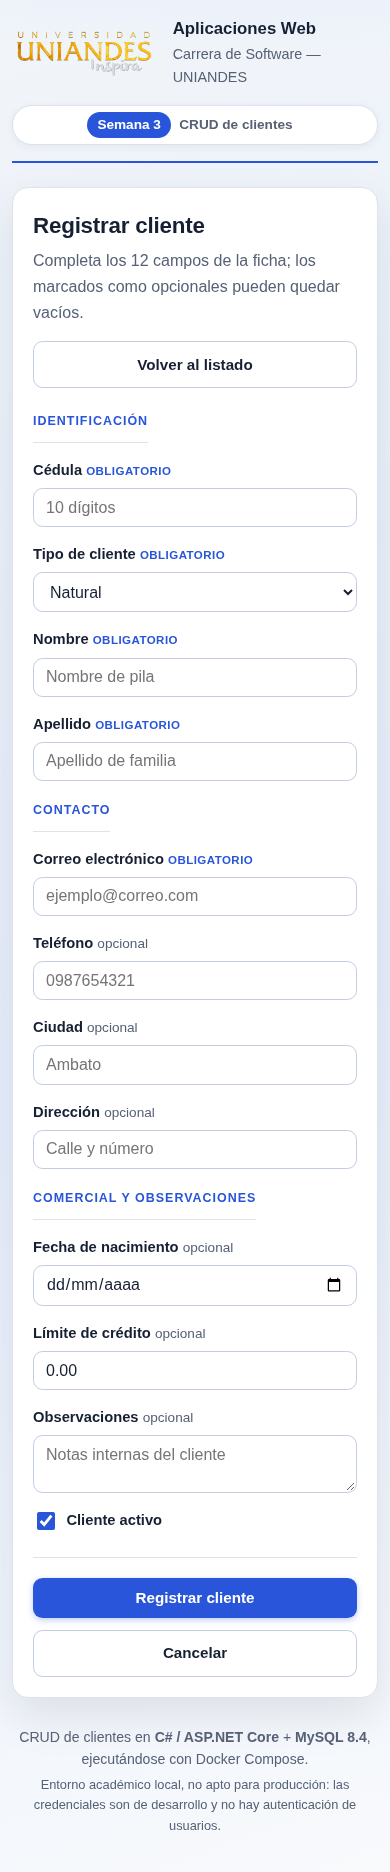 UNIVERSIDAD
UNIANDES
Inspira
Aplicaciones Web
Carrera de Software —
UNIANDES
Semana 3 CRUD de clientes
Registrar cliente
Completa los 12 campos de la ficha; los
marcados como opcionales pueden quedar
vacíos.
Volver al listado
IDENTIFICACIÓN
Cédula OBLIGATORIO
10 dígitos
Tipo de cliente OBLIGATORIO
Natural
Nombre OBLIGATORIO
Nombre de pila
Apellido OBLIGATORIO
Apellido de familia
CONTACTO
Correo electrónico OBLIGATORIO
ejemplo@correo.com
Teléfono opcional
0987654321
Ciudad opcional
Ambato
Dirección opcional
Calle y número
COMERCIAL Y OBSERVACIONES
Fecha de nacimiento opcional
dd/mm/aaaa
Límite de crédito opcional
0.00
Observaciones opcional
Notas internas del cliente
Cliente activo
Registrar cliente
Cancelar
CRUD de clientes en C# / ASP.NET Core + MySQL 8.4,
ejecutándose con Docker Compose.
Entorno académico local, no apto para producción: las
credenciales son de desarrollo y no hay autenticación de
usuarios.